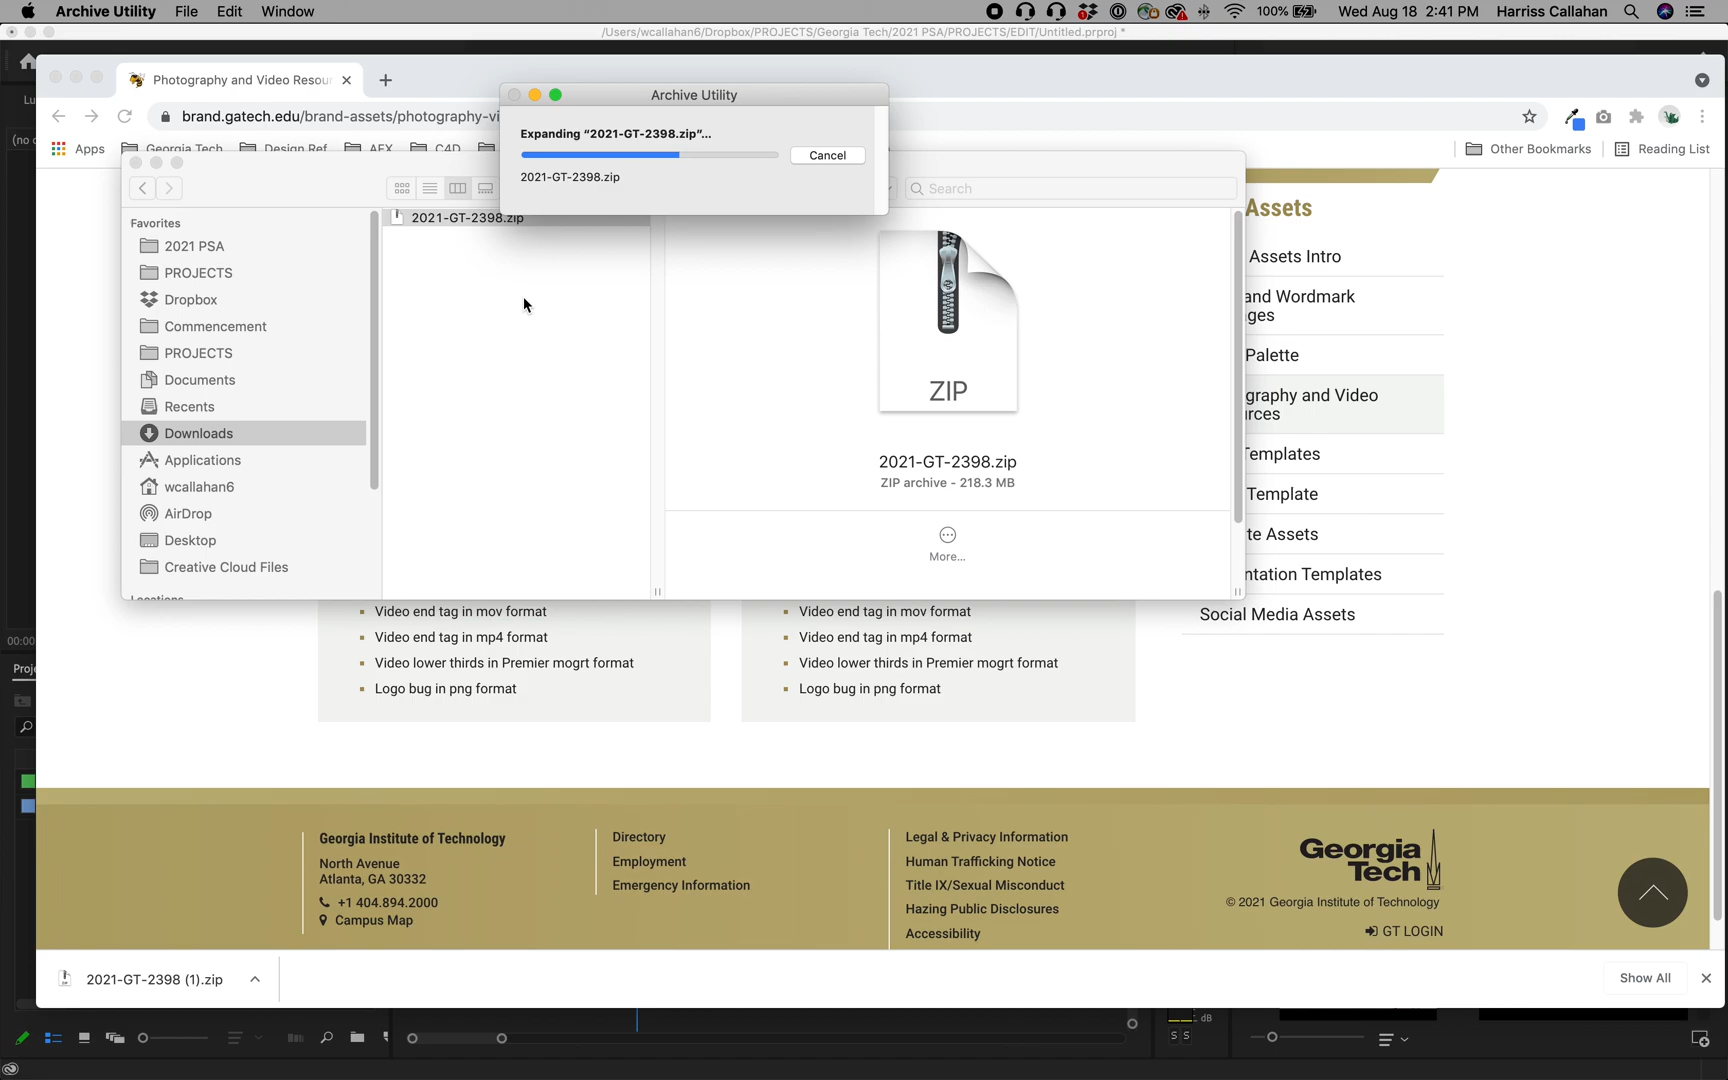 Archive Utility File Edit Window
100% Wed Aug 18 2:41 PM Harriss Callahan
/Users/wcallahan6/Dropbox/PROJECTS/Georgia Tech/2021 PSA/PROJECTS/EDIT/Untitled.prproj *
Photography and Video Resour
brand.gatech.edu/brand-assets/photography-vi
Apps Georgia Tech Design Ref AFX C4D
Other Bookmarks Reading List
Archive Utility
Expanding “2021-GT-2398.zip”...
Cancel
2021-GT-2398.zip
Search
Favorites
2021 PSA
PROJECTS
Dropbox
Commencement
PROJECTS
Documents
Recents
Downloads
Applications
wcallahan6
AirDrop
Desktop
Creative Cloud Files
Locations
2021-GT-2398.zip
ZIP
2021-GT-2398.zip
ZIP archive - 218.3 MB
More...
Assets
Assets Intro
and Wordmark
ges
Palette
graphy and Video
rces
Templates
Template
te Assets
ntation Templates
Social Media Assets
Video end tag in mov format
Video end tag in mp4 format
Video lower thirds in Premier mogrt format
Logo bug in png format
Video end tag in mov format
Video end tag in mp4 format
Video lower thirds in Premier mogrt format
Logo bug in png format
Lu
(no c
00:00
Proje
Georgia Institute of Technology
North Avenue
Atlanta, GA 30332
+1 404.894.2000
Campus Map
Directory
Employment
Emergency Information
Legal & Privacy Information
Human Trafficking Notice
Title IX/Sexual Misconduct
Hazing Public Disclosures
Accessibility
Georgia
Tech
© 2021 Georgia Institute of Technology
GT LOGIN
2021-GT-2398 (1).zip
Show All
dB
S S